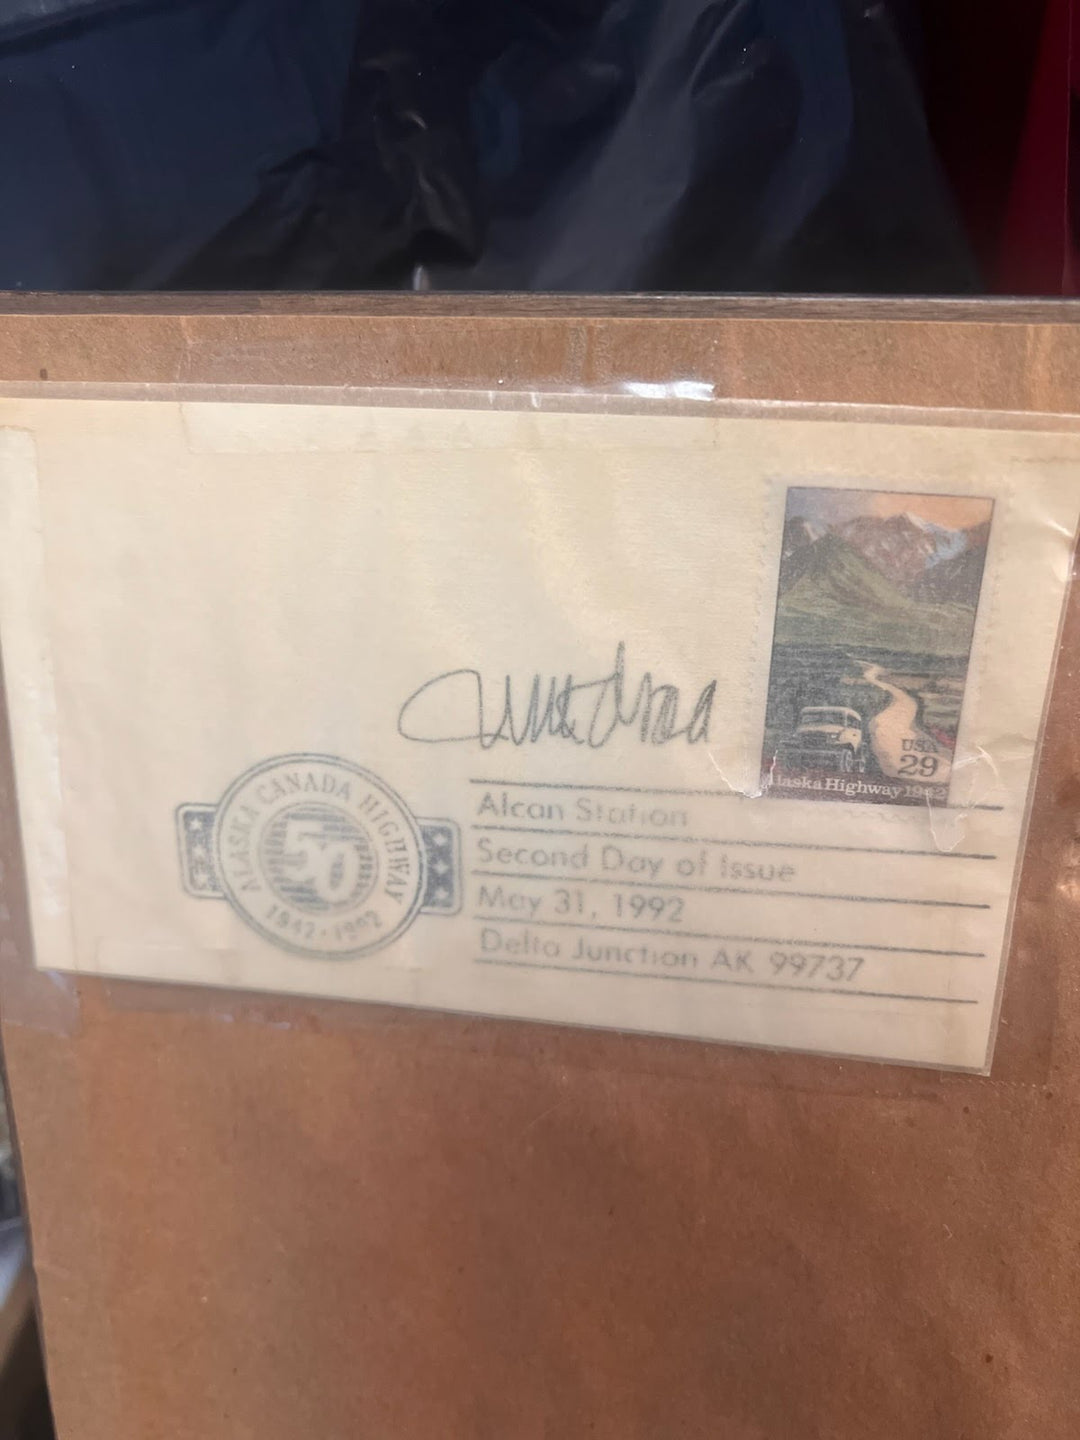 USA
29
Alaska Highway 1942
ALASKA CANADA HIGHWAY
1942 • 1992
Alcan Station
Second Day of Issue
May 31, 1992
Delta Junction AK 99737